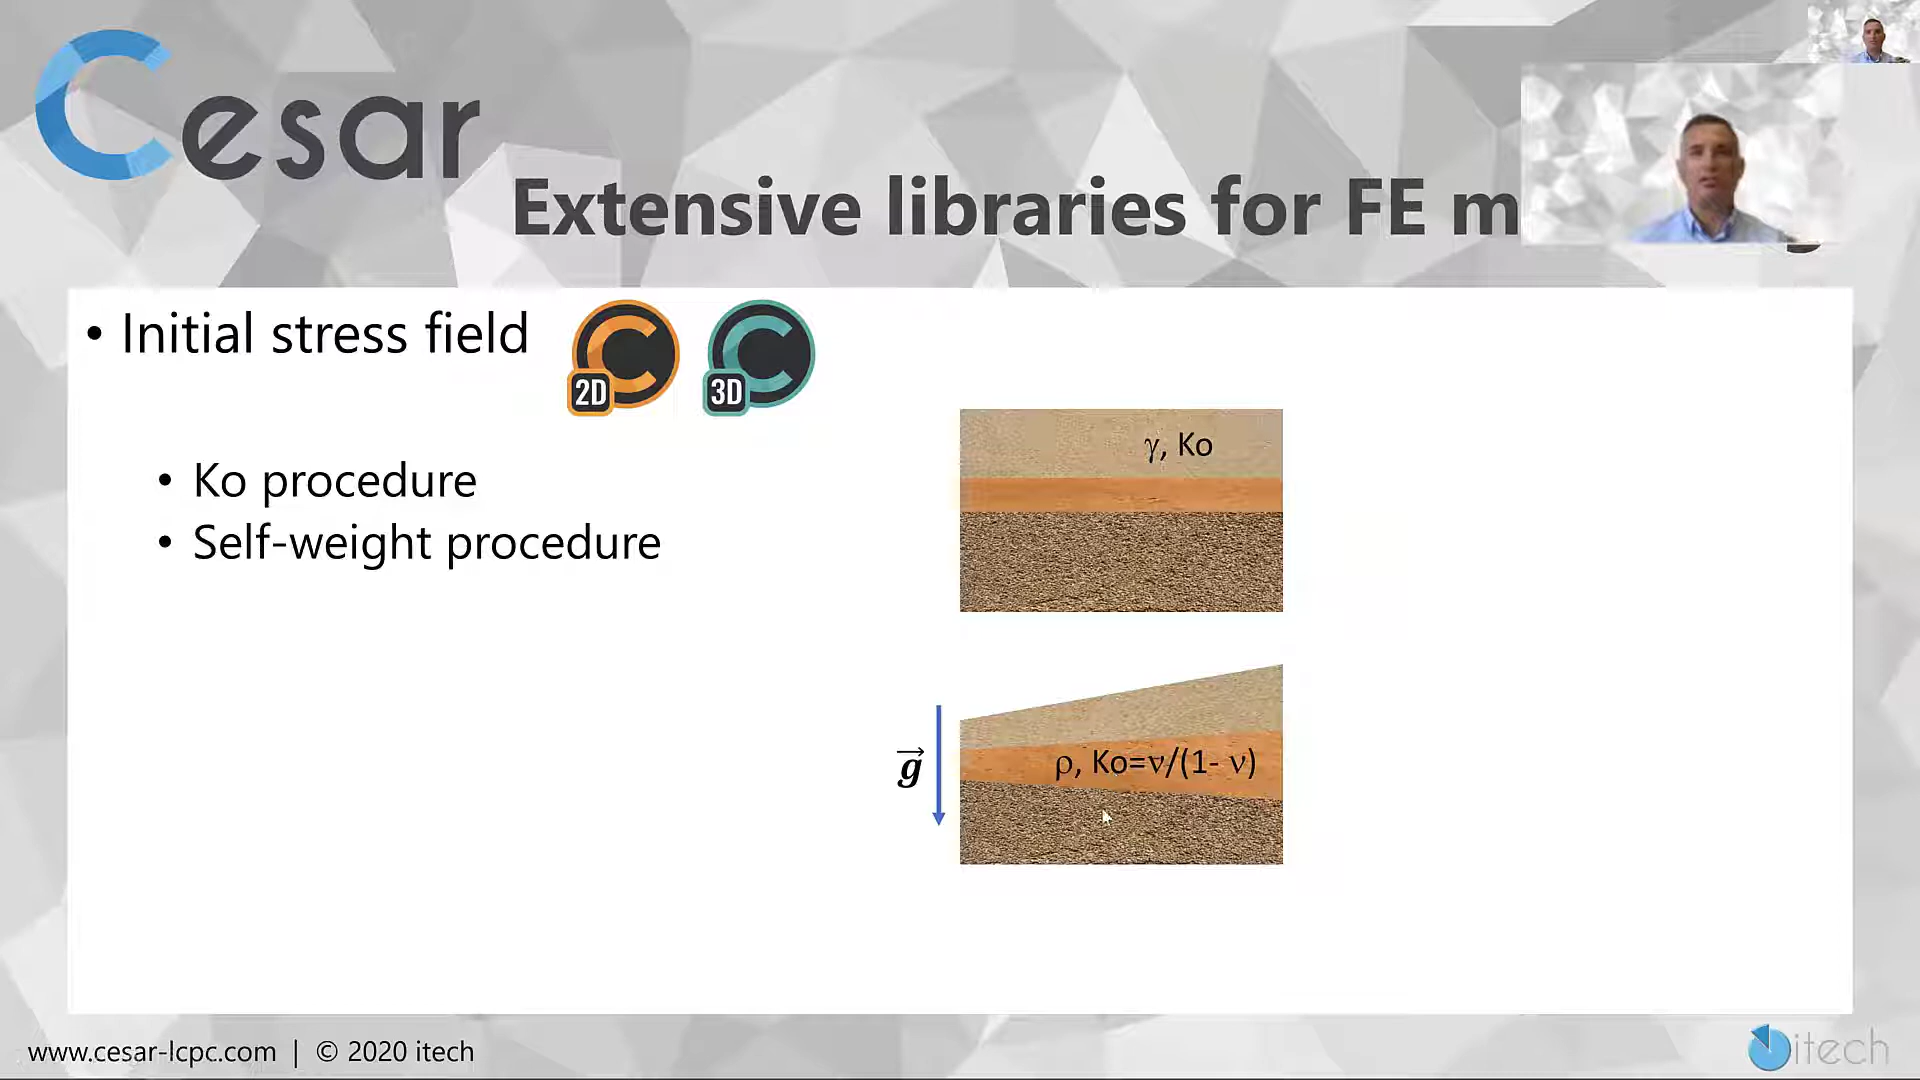 Cesar
Extensive libraries for FE m
• Initial stress field
2D
3D
• Ko procedure
• Self-weight procedure
γ, Ko
g⃗
ρ, Ko=ν/(1- ν)
www.cesar-lcpc.com | © 2020 itech
itech